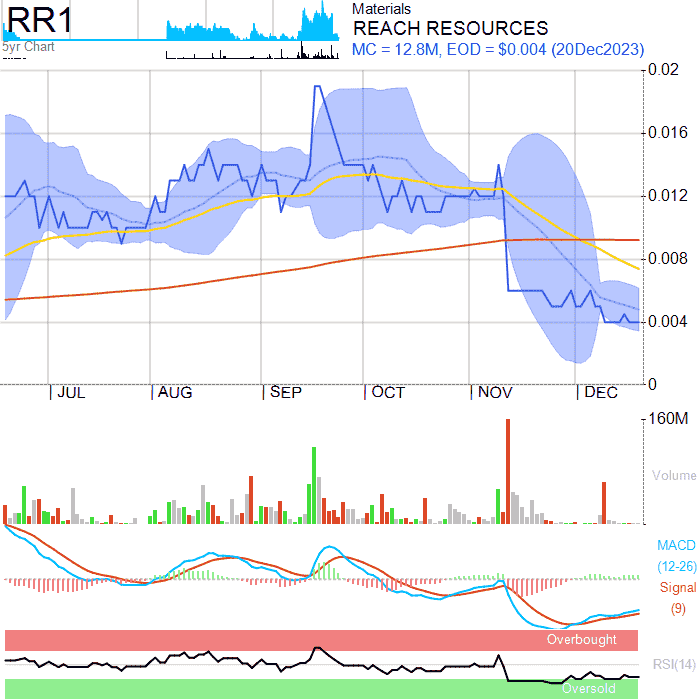 RR1
5yr Chart
Materials
REACH RESOURCES
MC = 12.8M, EOD = $0.004 (20Dec2023)
0.02
0.016
0.012
0.008
0.004
0
JUL AUG SEP OCT NOV DEC
160M
Volume
MACD
(12-26)
Signal
(9)
Overbought
RSI(14)
Oversold